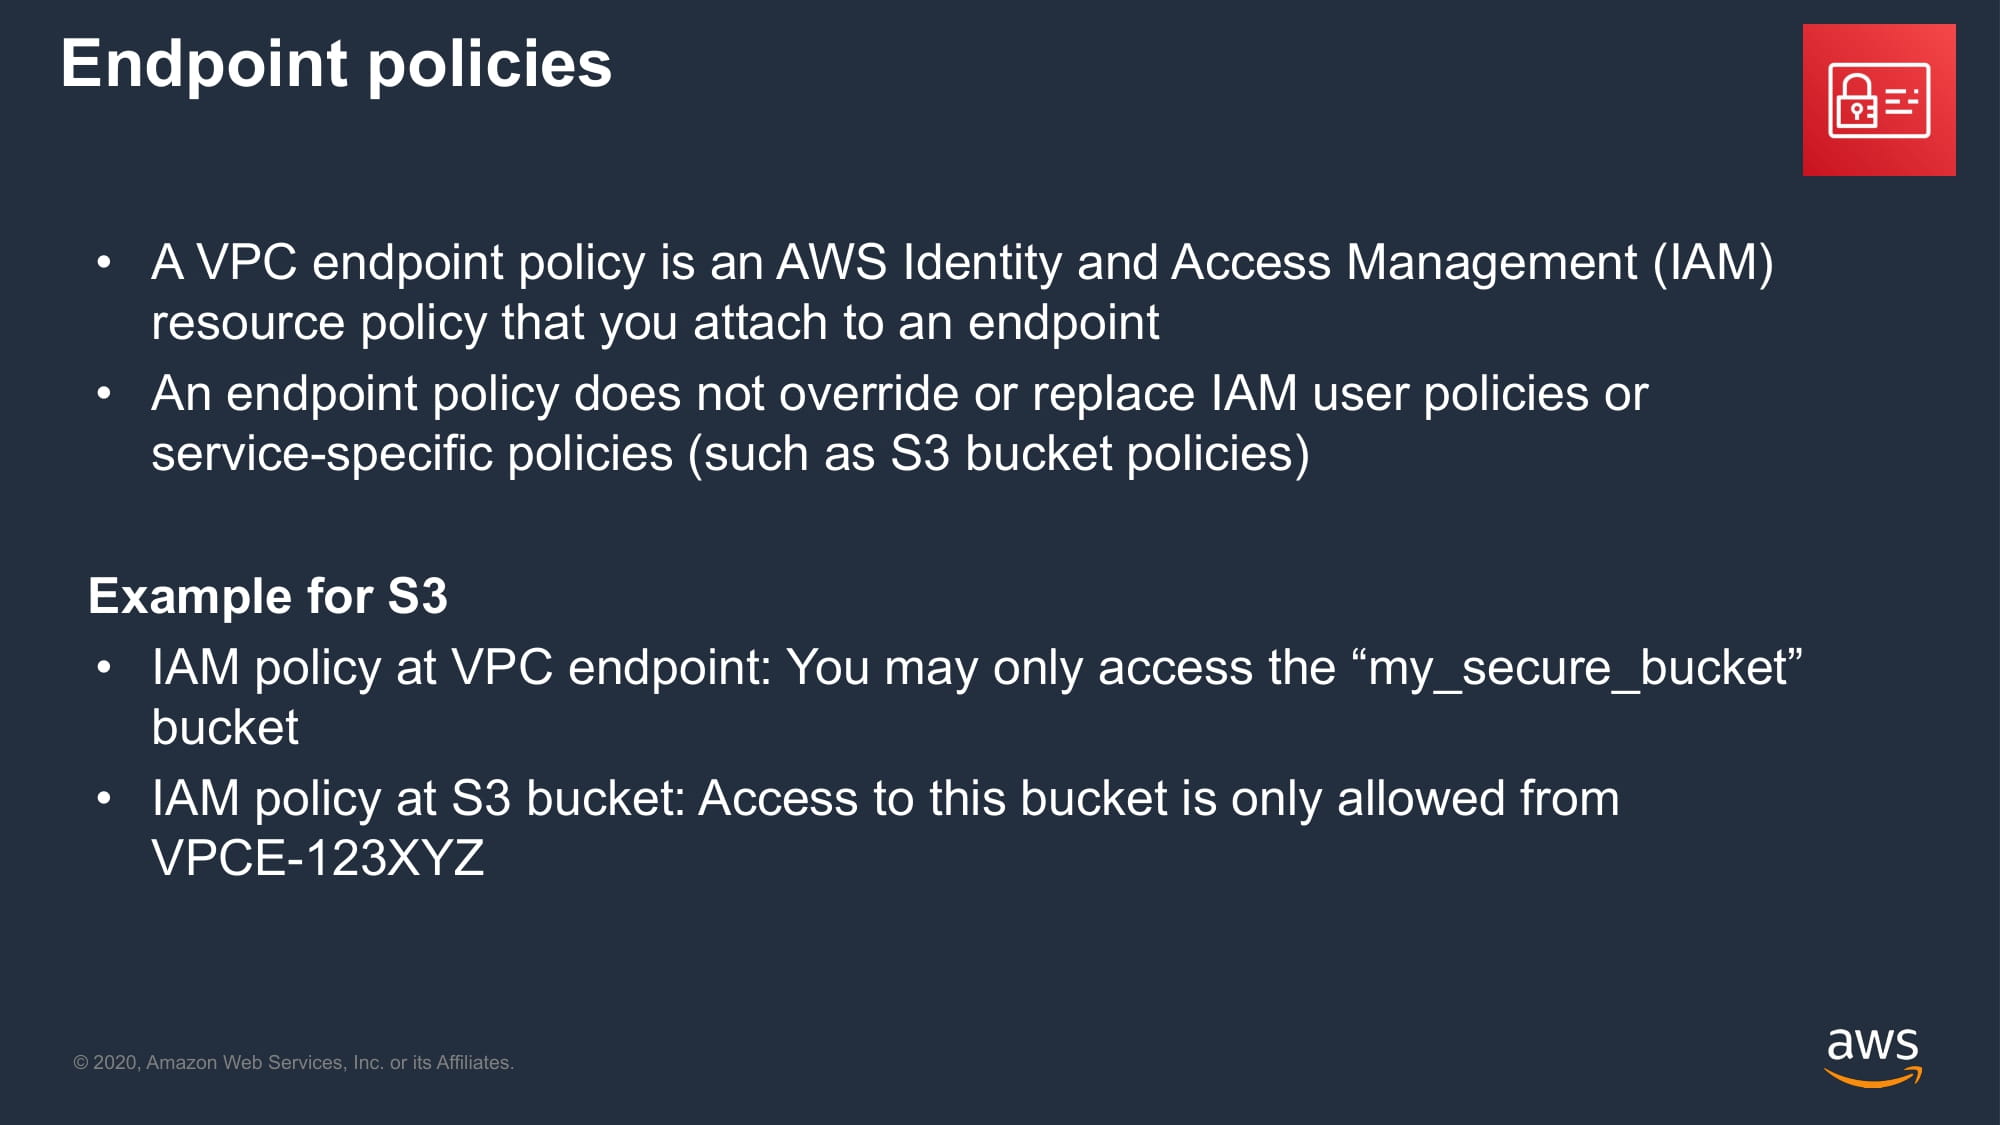 Endpoint policies
• A VPC endpoint policy is an AWS Identity and Access Management (IAM)
resource policy that you attach to an endpoint
• An endpoint policy does not override or replace IAM user policies or
service-specific policies (such as S3 bucket policies)
Example for S3
• IAM policy at VPC endpoint: You may only access the “my_secure_bucket”
bucket
• IAM policy at S3 bucket: Access to this bucket is only allowed from
VPCE-123XYZ
© 2020, Amazon Web Services, Inc. or its Affiliates.
aws